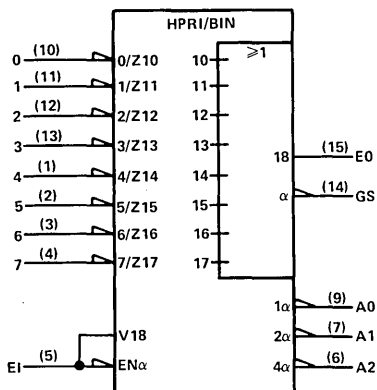 HPRI/BIN
≥1
0 (10) 0/Z10 10
1 (11) 1/Z11 11
2 (12) 2/Z12 12
3 (13) 3/Z13 13
18 (15) E0
4 (1) 4/Z14 14
α (14) GS
5 (2) 5/Z15 15
6 (3) 6/Z16 16
7 (4) 7/Z17 17
1α (9) A0
V18 2α (7) A1
EI (5) ENα 4α (6) A2